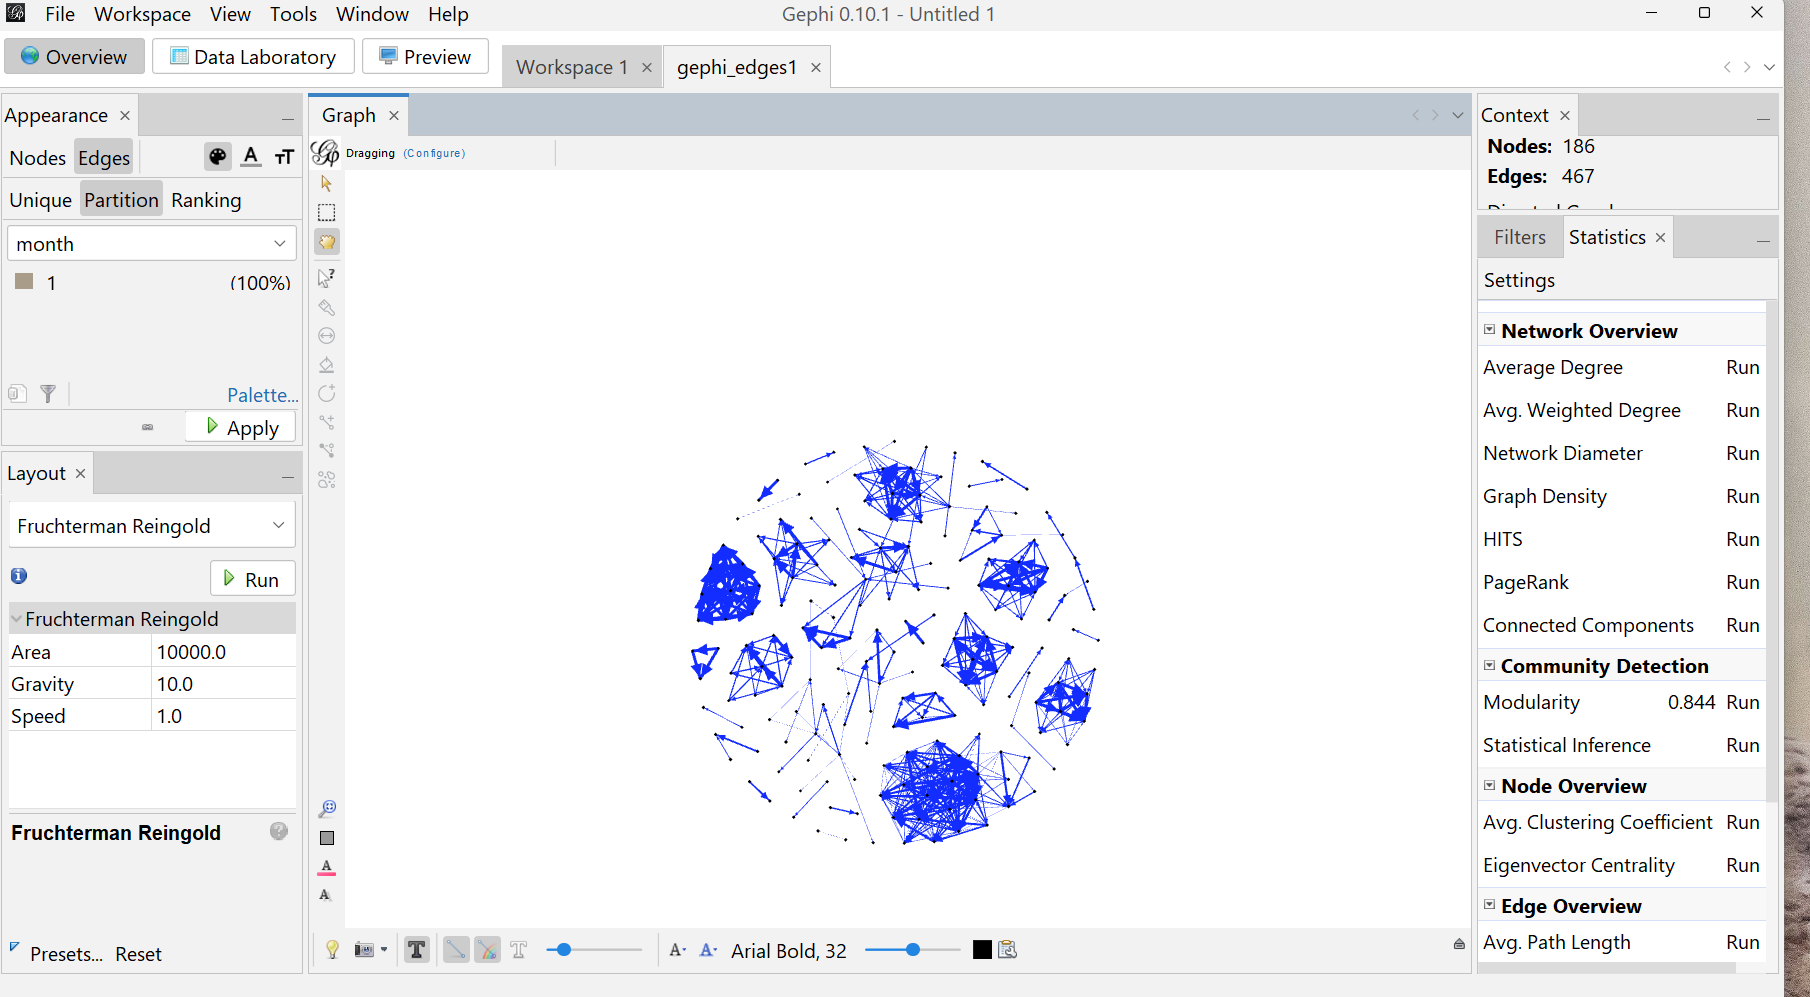 File Workspace View Tools Window Help
Gephi 0.10.1 - Untitled 1
Overview Data Laboratory Preview Workspace 1 gephi_edges1
Appearance
Nodes Edges
Unique Partition Ranking
month
1 (100%)
Palette...
Apply
Layout
Fruchterman Reingold
Run
Fruchterman Reingold
Area 10000.0
Gravity 10.0
Speed 1.0
Fruchterman Reingold
Presets... Reset
Graph
Dragging (Configure)
Arial Bold, 32
Context
Nodes: 186
Edges: 467
Filters Statistics
Settings
Network Overview
Average Degree Run
Avg. Weighted Degree Run
Network Diameter Run
Graph Density Run
HITS Run
PageRank Run
Connected Components Run
Community Detection
Modularity 0.844 Run
Statistical Inference Run
Node Overview
Avg. Clustering Coefficient Run
Eigenvector Centrality Run
Edge Overview
Avg. Path Length Run